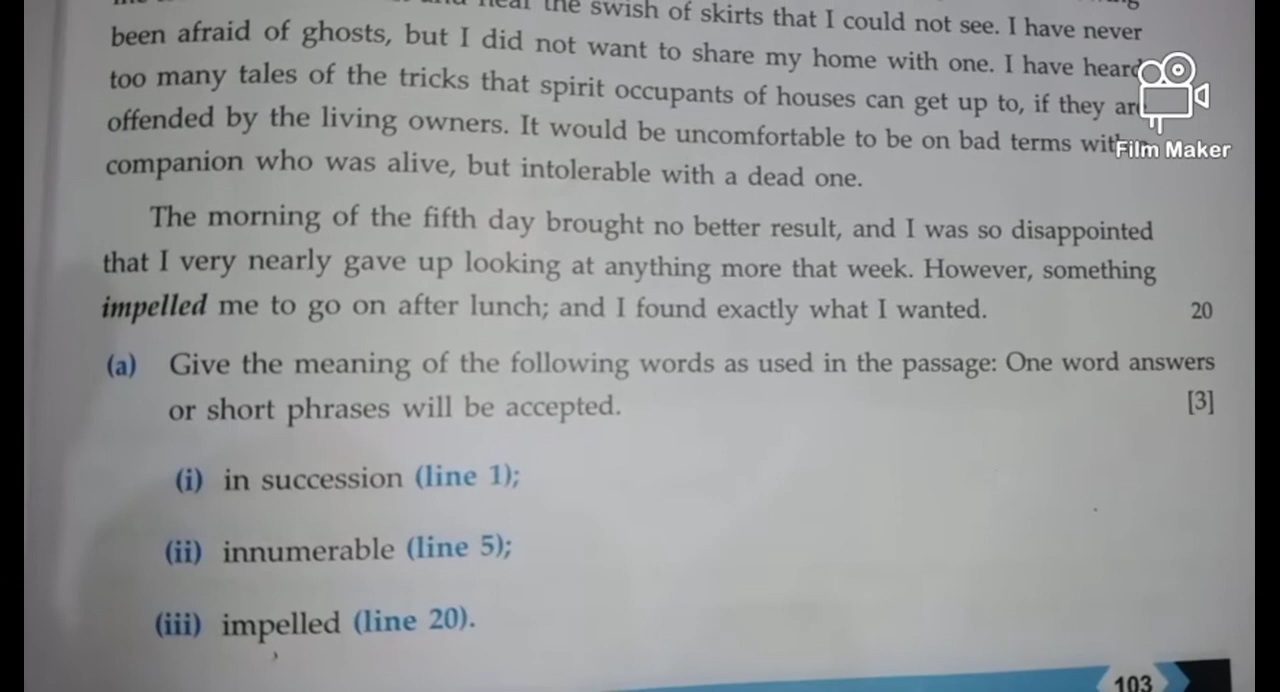 the swish of skirts that I could not see. I have never
been afraid of ghosts, but I did not want to share my home with one. I have heard
too many tales of the tricks that spirit occupants of houses can get up to, if they are
offended by the living owners. It would be uncomfortable to be on bad terms with
companion who was alive, but intolerable with a dead one.
Film Maker
The morning of the fifth day brought no better result, and I was so disappointed
that I very nearly gave up looking at anything more that week. However, something
impelled me to go on after lunch; and I found exactly what I wanted. 20
(a) Give the meaning of the following words as used in the passage: One word answers
or short phrases will be accepted. [3]
(i) in succession (line 1);
(ii) innumerable (line 5);
(iii) impelled (line 20).
103